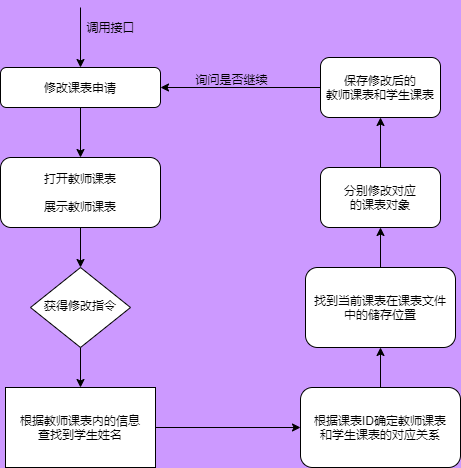 调用接口
修改课表申请
打开教师课表
展示教师课表
获得修改指令
根据教师课表内的信息
查找到学生姓名
根据课表ID确定教师课表
和学生课表的对应关系
找到当前课表在课表文件
中的储存位置
分别修改对应
的课表对象
保存修改后的
教师课表和学生课表
询问是否继续